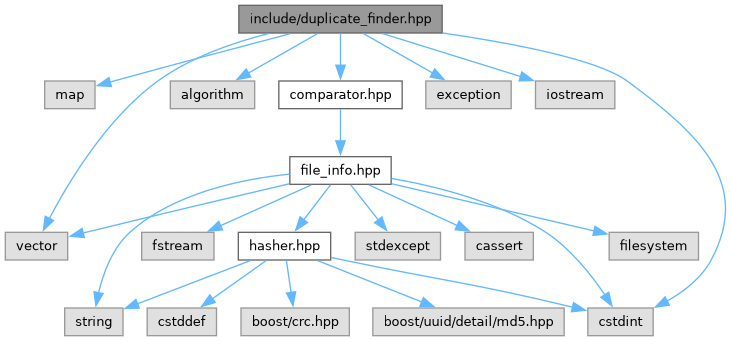 include/duplicate_finder.hpp
map
algorithm
comparator.hpp
exception
iostream
file_info.hpp
vector
fstream
hasher.hpp
stdexcept
cassert
filesystem
string
cstddef
boost/crc.hpp
boost/uuid/detail/md5.hpp
cstdint